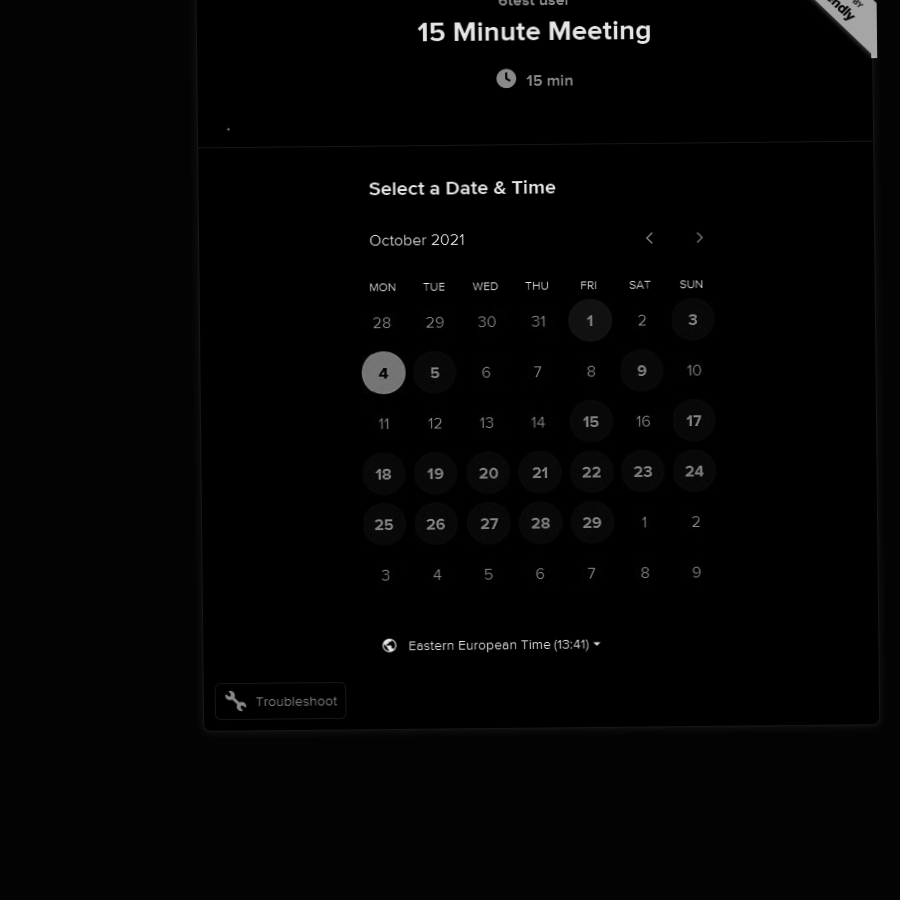 15 Minute Meeting
15 min
Select a Date & Time
October 2021
MON TUE WED THU FRI SAT SUN
28 29 30 31 1 2 3
4 5 6 7 8 9 10
11 12 13 14 15 16 17
18 19 20 21 22 23 24
25 26 27 28 29 1 2
3 4 5 6 7 8 9
Eastern European Time (13:41)
Troubleshoot